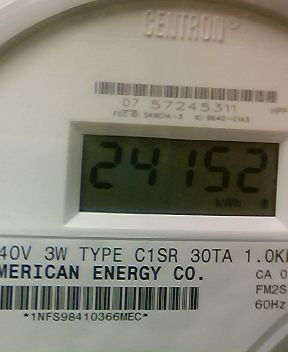 CENTRON®
07 57245311
24152
kWh
40V 3W TYPE C1SR 30TA 1.0K
MERICAN ENERGY CO.
CA 0
FM2S
60Hz
*1NFS98410366MEC*